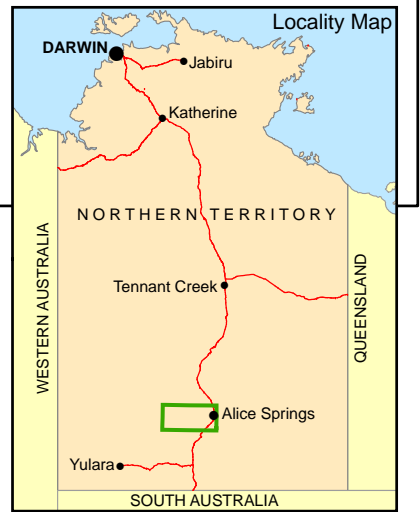 Locality Map
DARWIN
Jabiru
Katherine
NORTHERN TERRITORY
WESTERN AUSTRALIA
QUEENSLAND
Tennant Creek
Alice Springs
Yulara
SOUTH AUSTRALIA